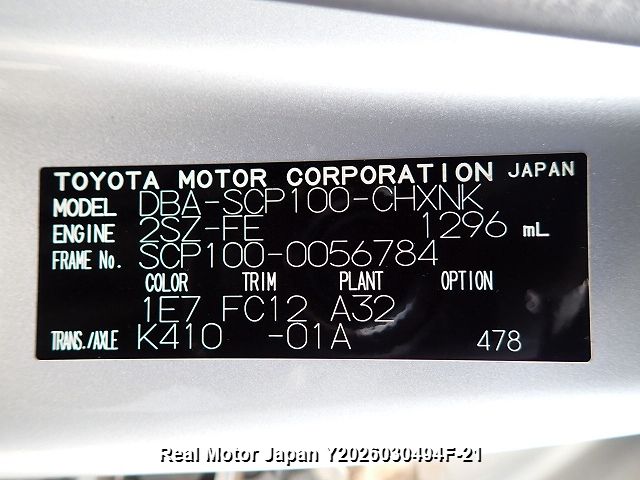 TOYOTA MOTOR CORPORATION JAPAN
MODEL DBA-SCP100-CHXNK
ENGINE 2SZ-FE 1296 mL
FRAME No. SCP100-0056784
COLOR TRIM PLANT OPTION
1E7 FC12 A32
TRANS./AXLE K410 -01A 478
Real Motor Japan Y2026030494F-21